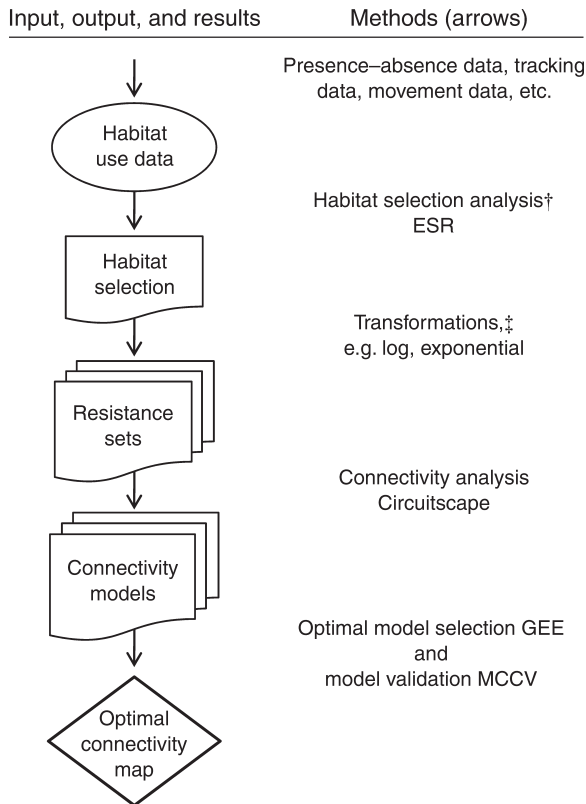 Input, output, and results
Methods (arrows)
Presence–absence data, tracking
data, movement data, etc.
Habitat
use data
Habitat selection analysis†
ESR
Habitat
selection
Transformations,‡
e.g. log, exponential
Resistance
sets
Connectivity analysis
Circuitscape
Connectivity
models
Optimal model selection GEE
and
model validation MCCV
Optimal
connectivity
map